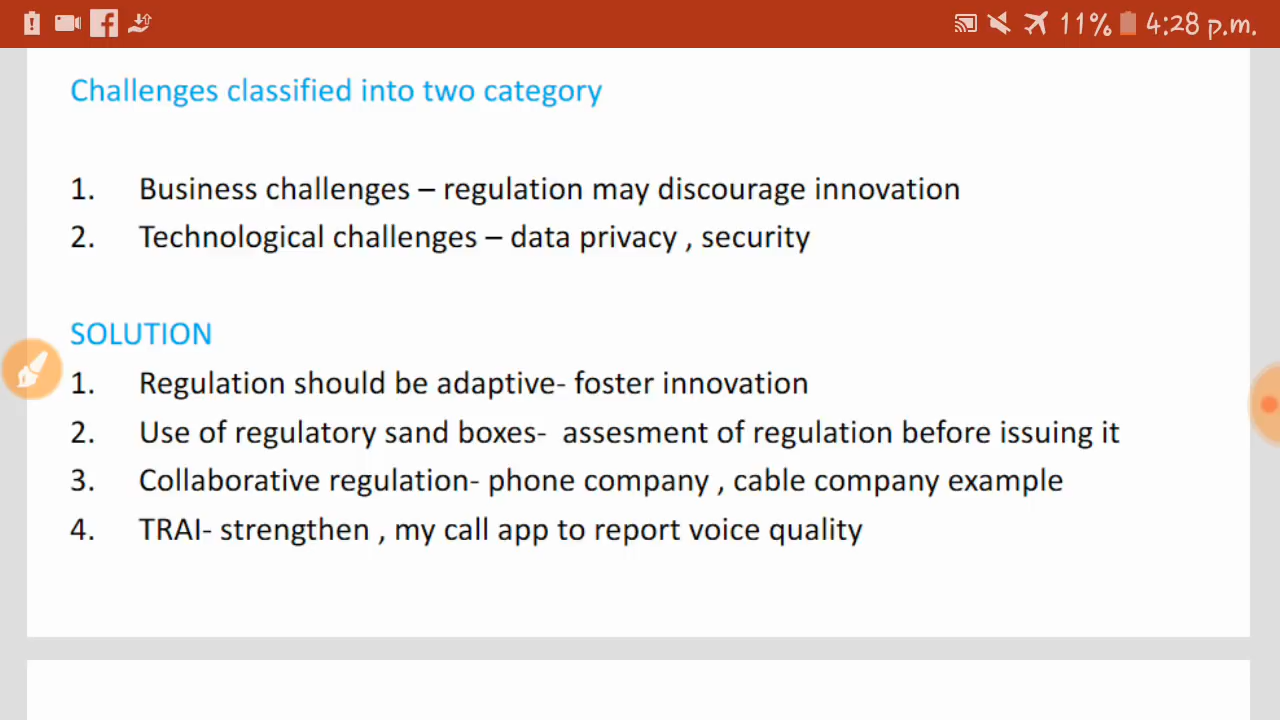 11% 4:28 p.m.
Challenges classified into two category
1. Business challenges – regulation may discourage innovation
2. Technological challenges – data privacy , security
SOLUTION
1. Regulation should be adaptive- foster innovation
2. Use of regulatory sand boxes- assesment of regulation before issuing it
3. Collaborative regulation- phone company , cable company example
4. TRAI- strengthen , my call app to report voice quality